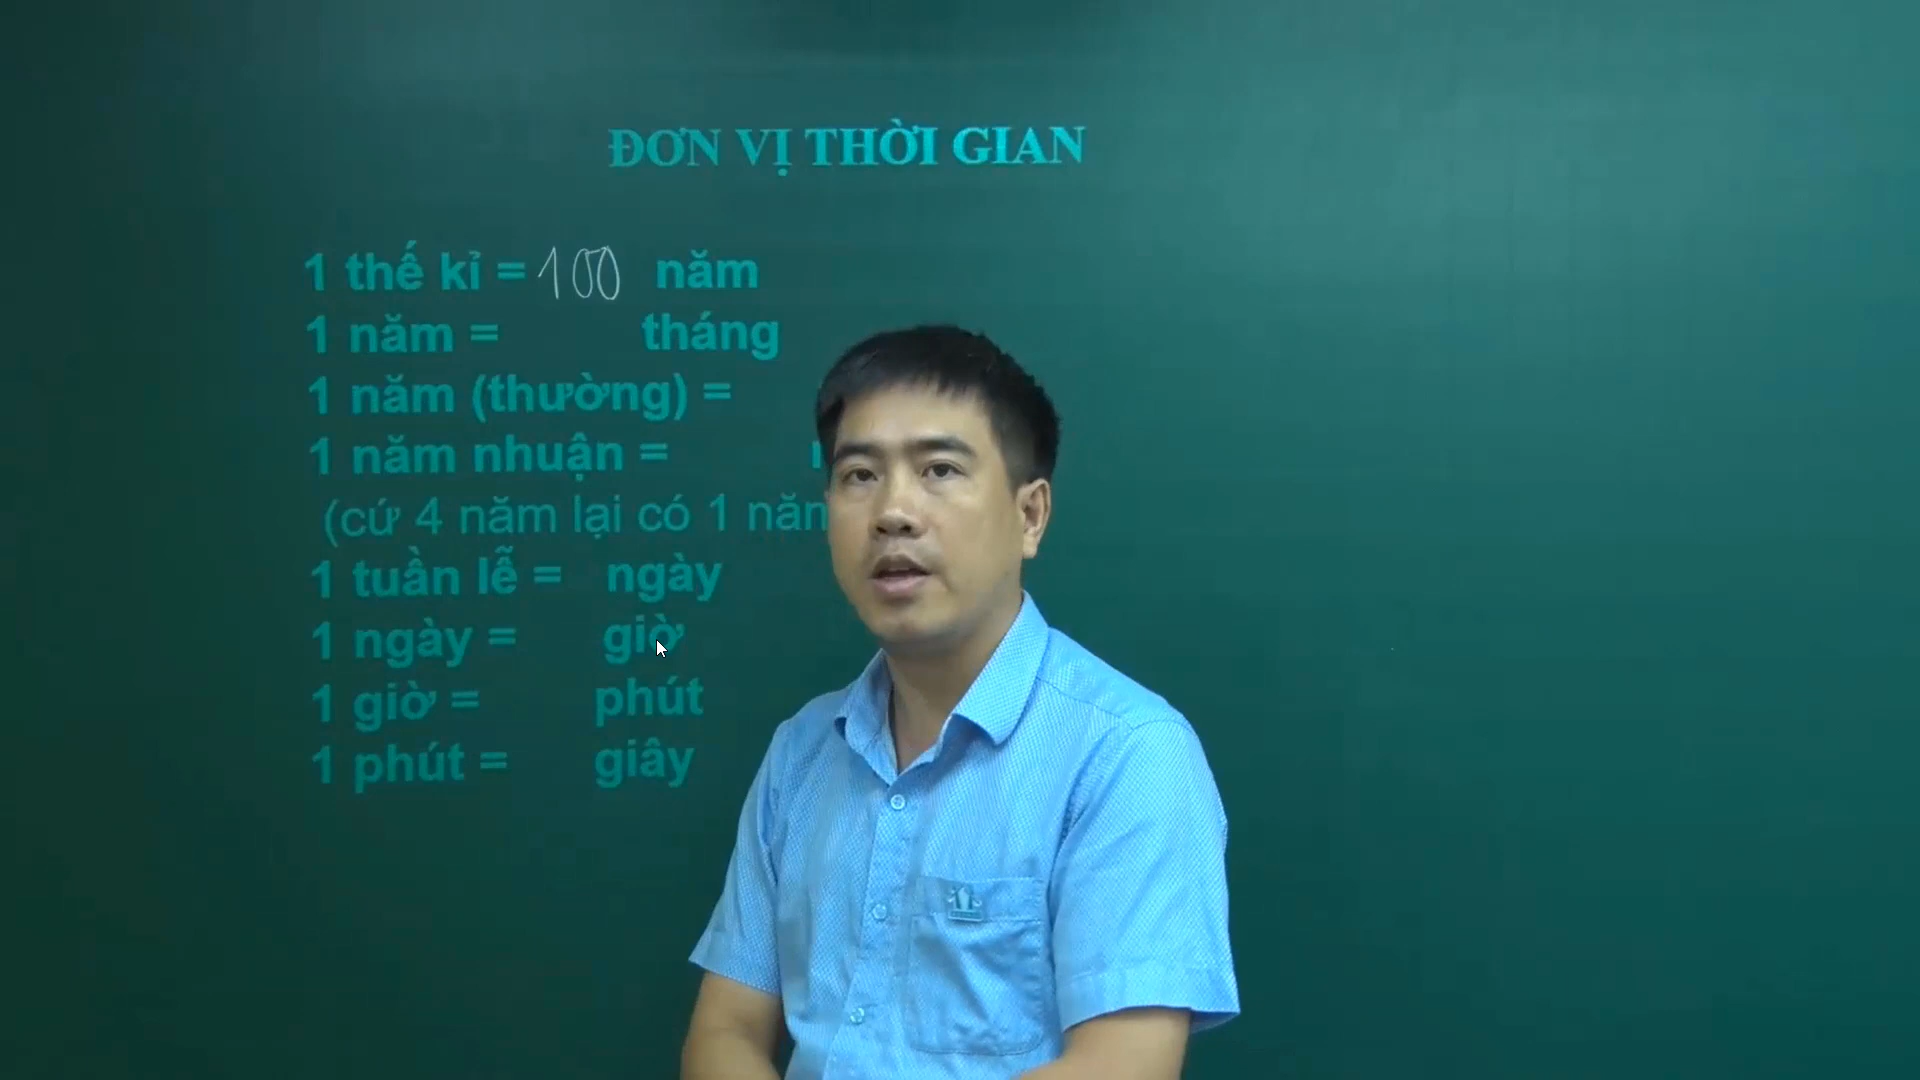 ĐƠN VỊ THỜI GIAN
1 thế kỉ = 100 năm
1 năm = tháng
1 năm (thường) =
1 năm nhuận =
(cứ 4 năm lại có 1
1 tuần lễ = ngày
1 ngày = giờ
1 giờ = phút
1 phút = giây